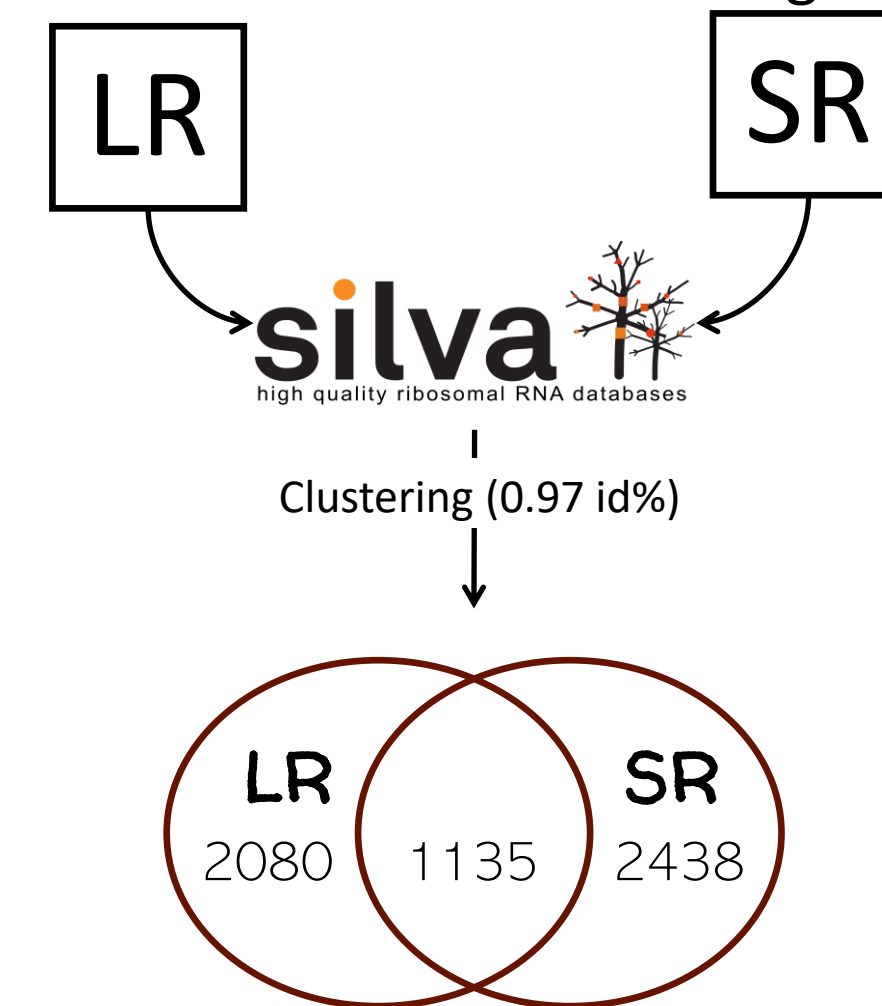 LR
SR
silva
high quality ribosomal RNA databases
Clustering (0.97 id%)
LR
SR
2080
1135
2438